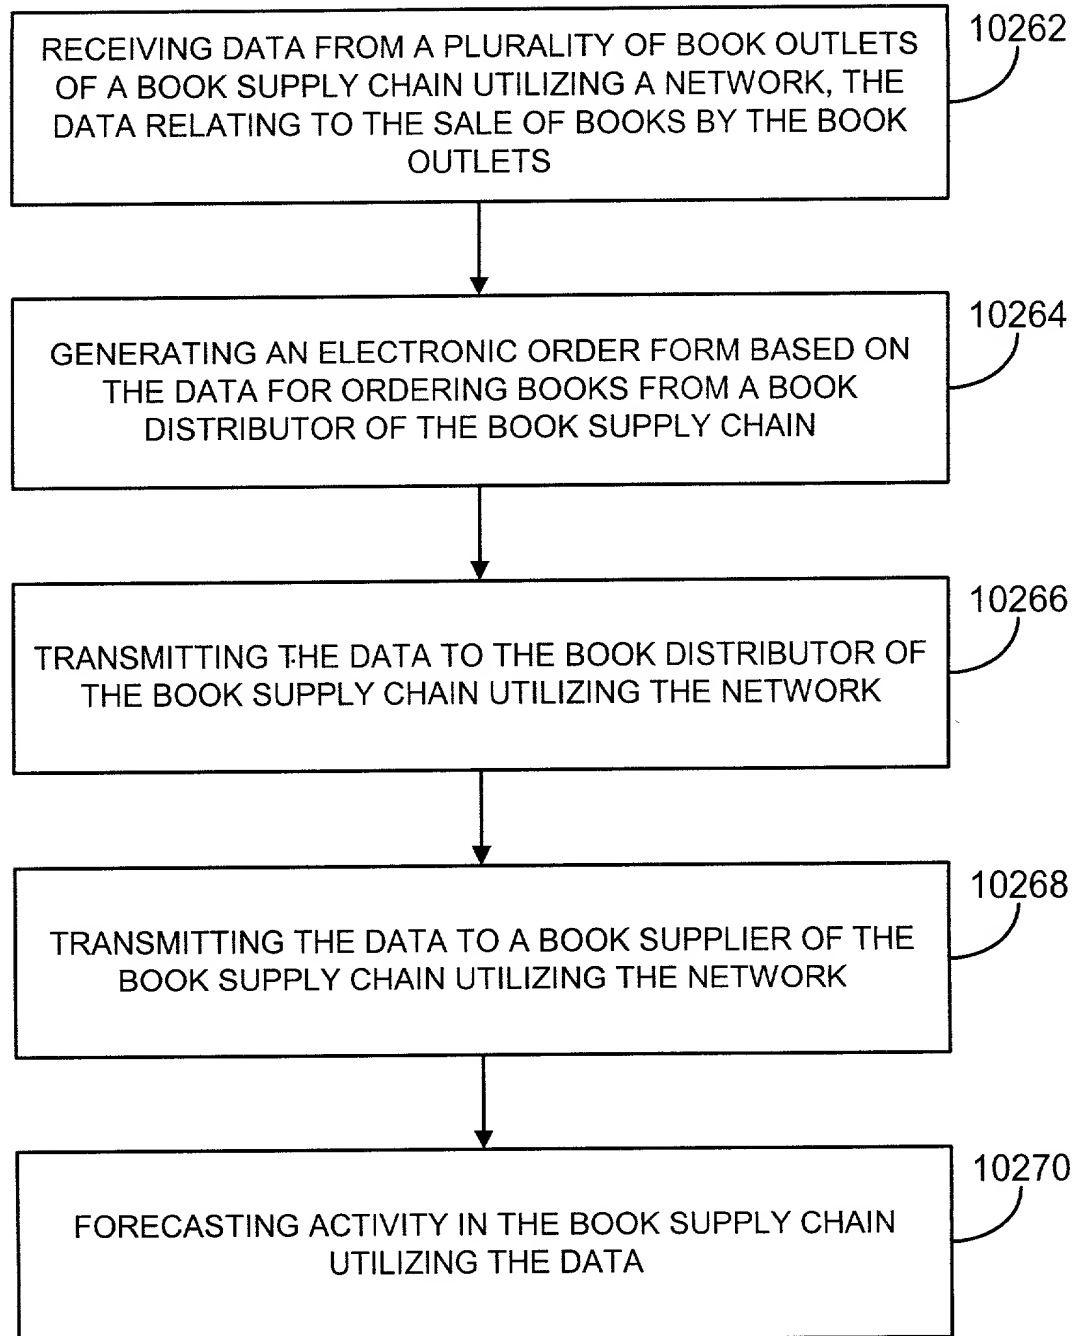 RECEIVING DATA FROM A PLURALITY OF BOOK OUTLETS
OF A BOOK SUPPLY CHAIN UTILIZING A NETWORK, THE
DATA RELATING TO THE SALE OF BOOKS BY THE BOOK
OUTLETS
10262
GENERATING AN ELECTRONIC ORDER FORM BASED ON
THE DATA FOR ORDERING BOOKS FROM A BOOK
DISTRIBUTOR OF THE BOOK SUPPLY CHAIN
10264
TRANSMITTING THE DATA TO THE BOOK DISTRIBUTOR OF
THE BOOK SUPPLY CHAIN UTILIZING THE NETWORK
10266
TRANSMITTING THE DATA TO A BOOK SUPPLIER OF THE
BOOK SUPPLY CHAIN UTILIZING THE NETWORK
10268
FORECASTING ACTIVITY IN THE BOOK SUPPLY CHAIN
UTILIZING THE DATA
10270